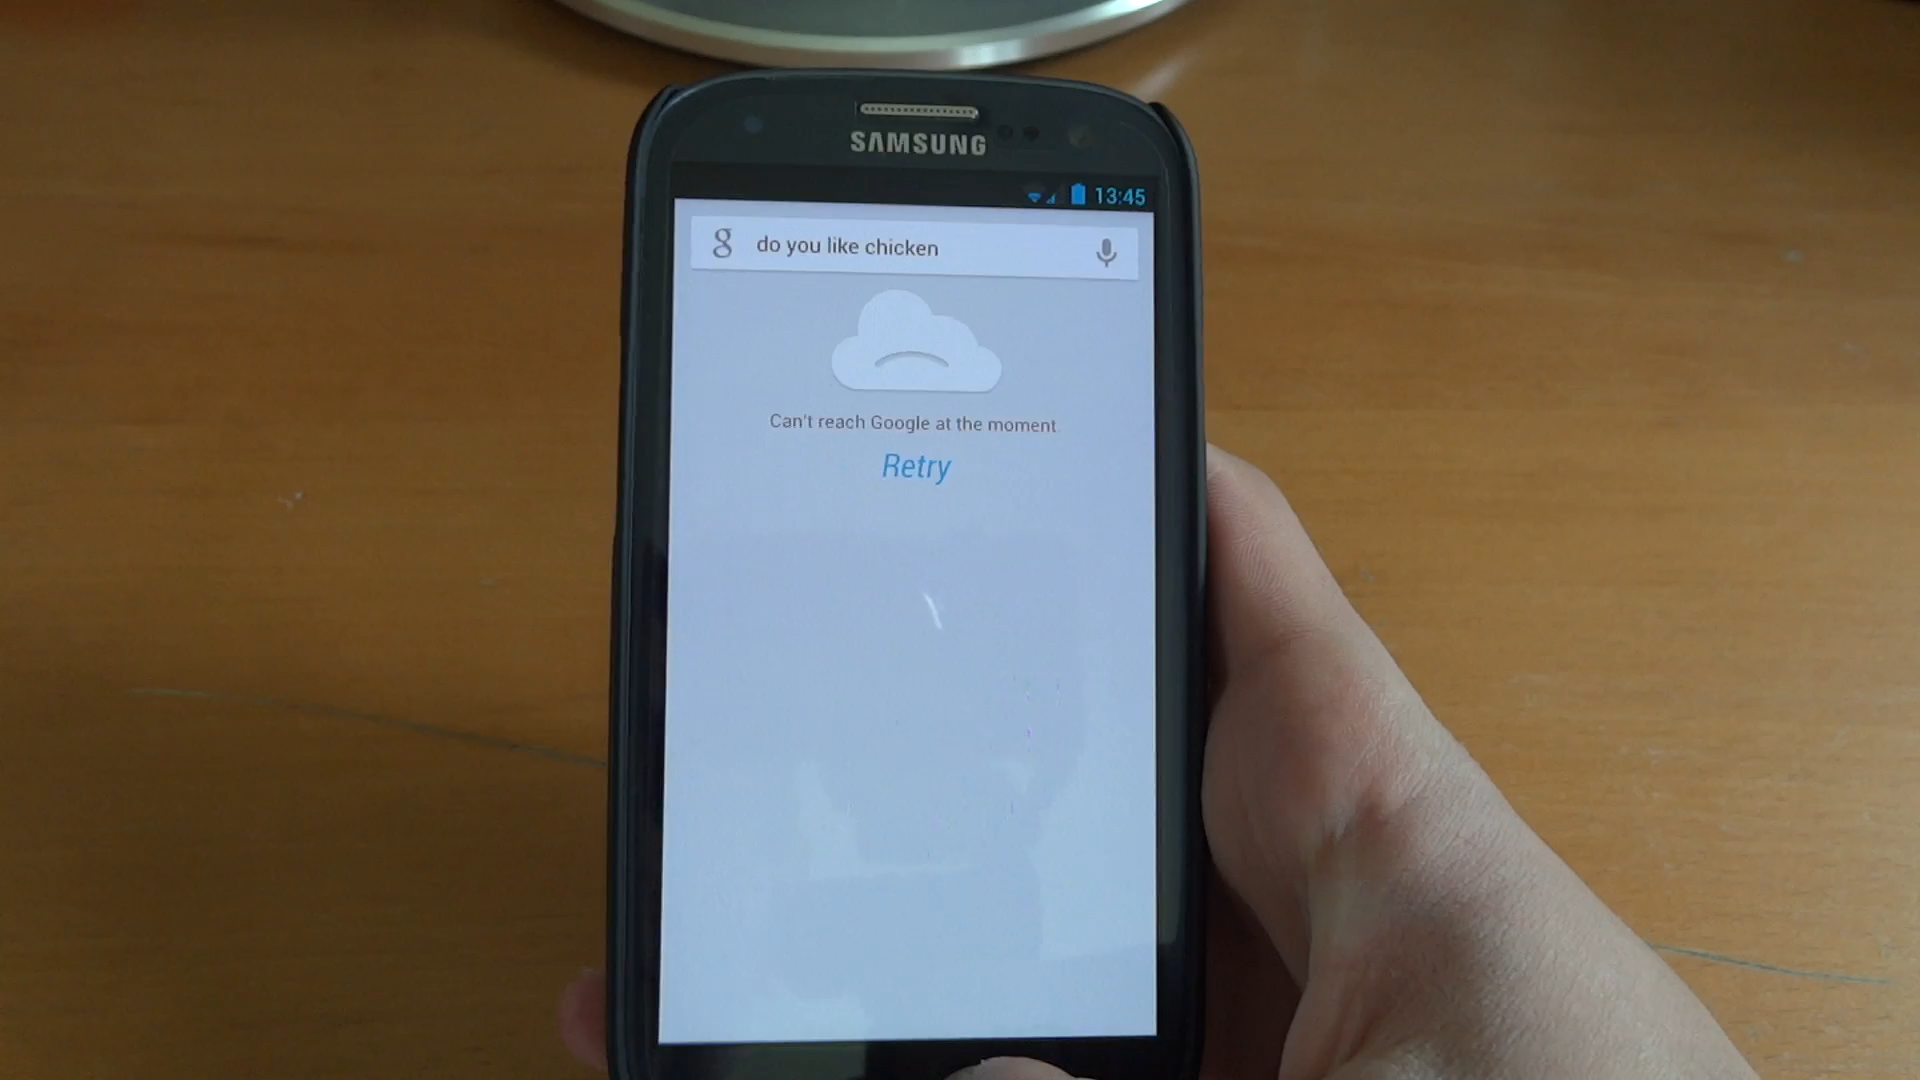 SAMSUNG
13:45
g do you like chicken
Can't reach Google at the moment
Retry